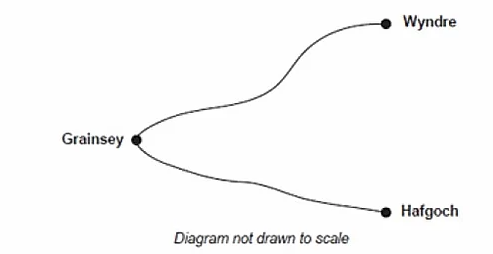 Wyndre
Grainsey
Hafgoch
Diagram not drawn to scale